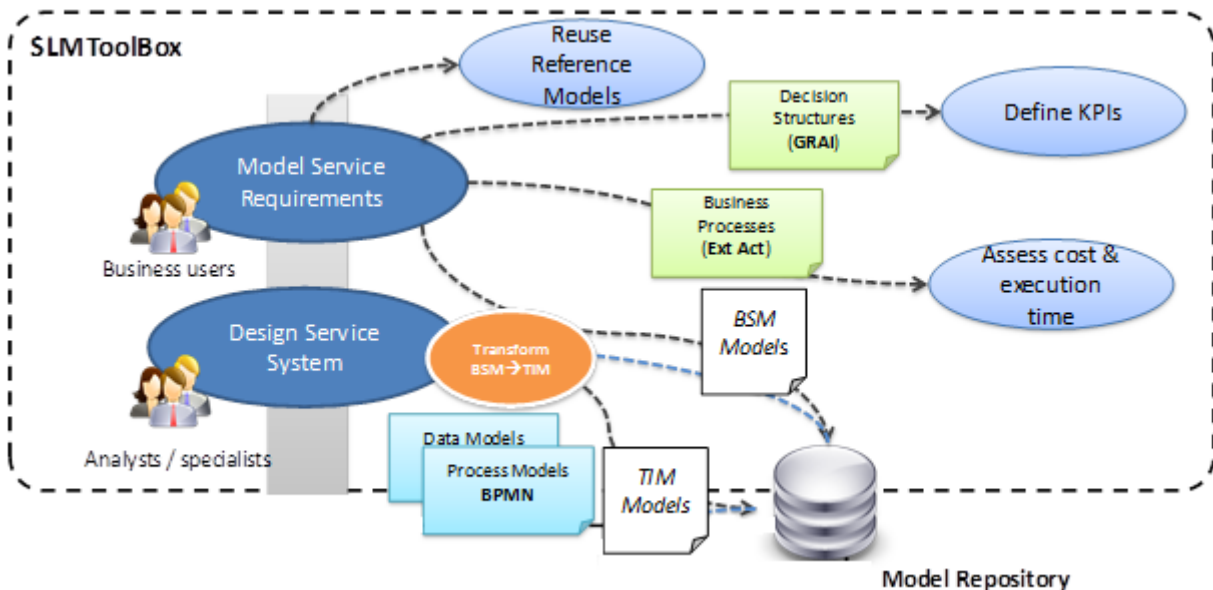 SLMToolBox
Reuse
Reference
Models
Decision
Structures
(GRAI)
Define KPIs
Model Service
Requirements
Business users
Business
Processes
(Ext Act)
Assess cost &
execution
time
Design Service
System
Analysts / specialists
Transform
BSM→TIM
BSM
Models
Data Models
Process Models
BPMN
TIM
Models
Model Repository